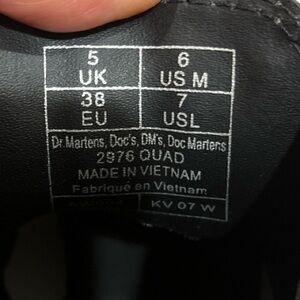 5 6
UK US M
38 7
EU USL
Dr.Martens, Doc's, DM's, Doc Martens
2976 QUAD
MADE IN VIETNAM
Fabriqué en Vietnam
KV 07 W